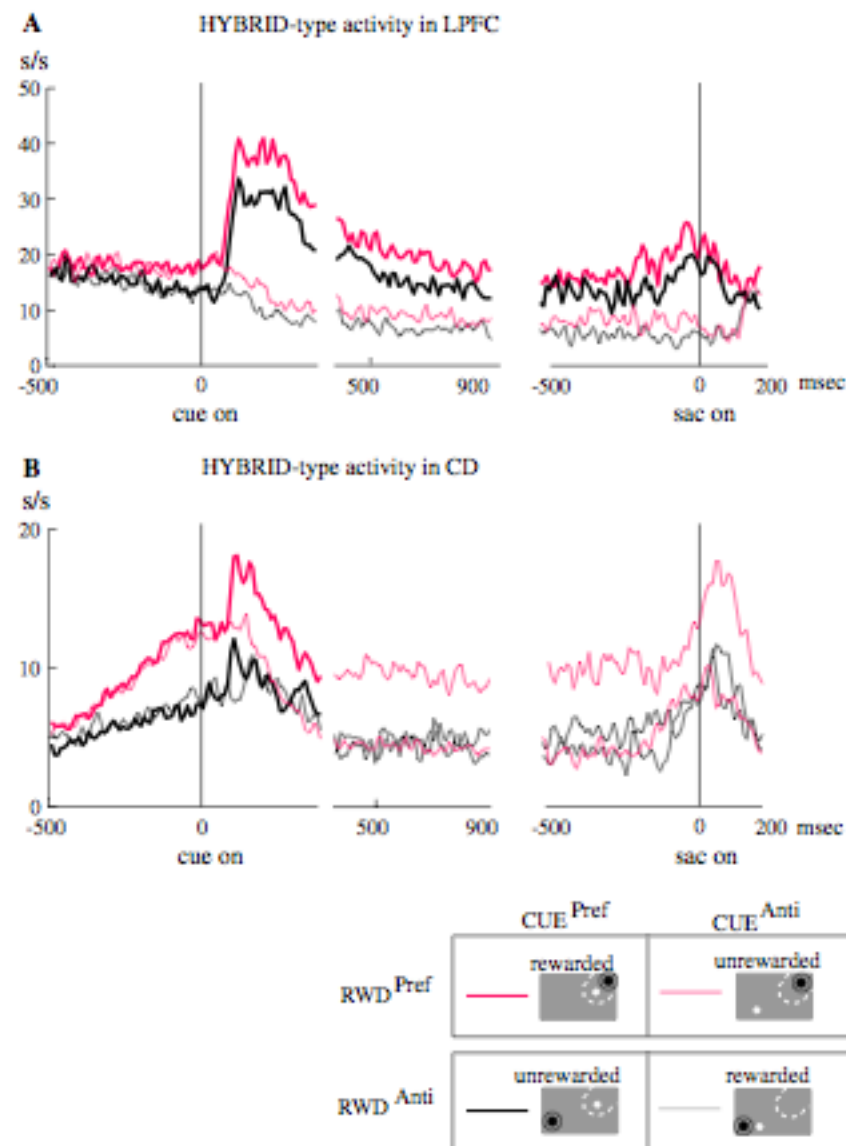 A HYBRID-type activity in LPFC
s/s
50
40
30
20
10
0
-500 0 500 900 -500 0 200 msec
cue on sac on
B HYBRID-type activity in CD
s/s
20
10
0
-500 0 500 900 -500 0 200 msec
cue on sac on
CUE Pref CUE Anti
rewarded unrewarded
RWD Pref
unrewarded rewarded
RWD Anti